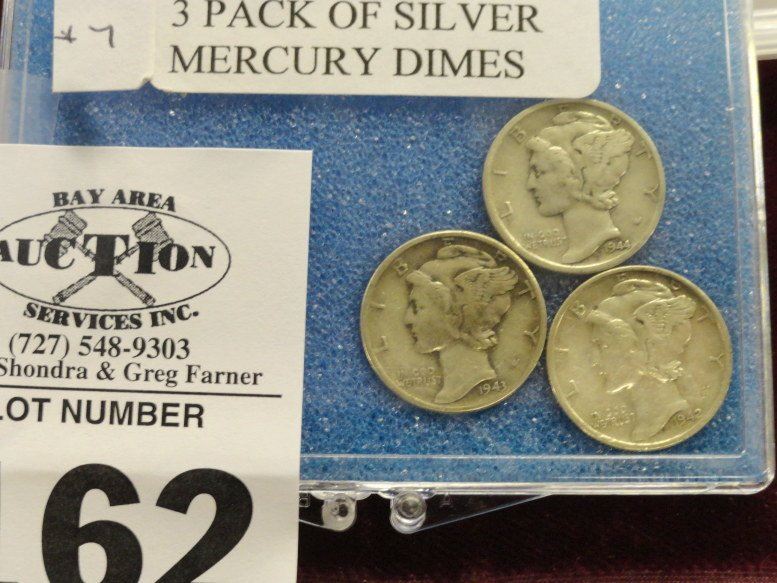 3 PACK OF SILVER
MERCURY DIMES
BAY AREA
AUCTION
SERVICES INC.
(727) 548-9303
Shondra & Greg Farner
LOT NUMBER
62
LIBERTY
IN GOD
WE TRUST
1944
LIBERTY
IN GOD
WE TRUST
1943
LIBERTY
IN GOD
WE TRUST
1942